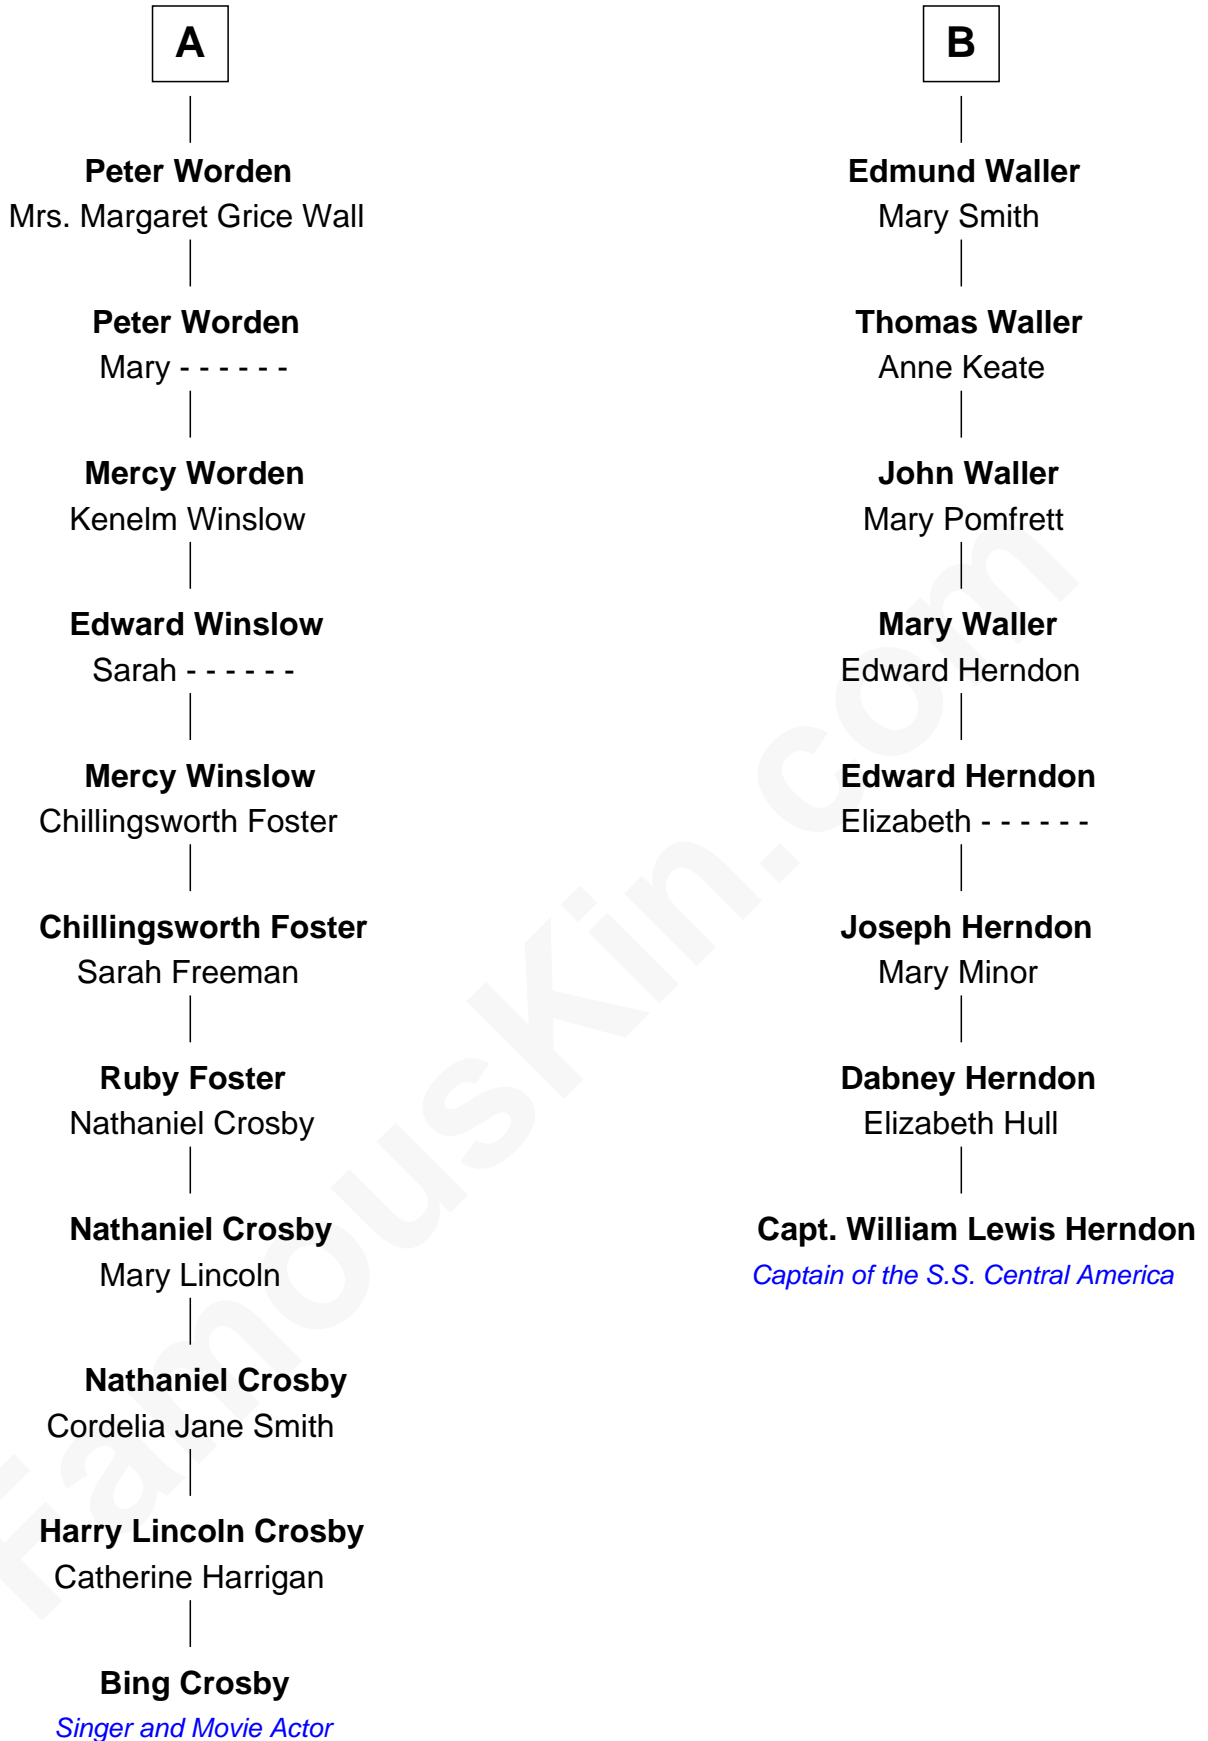 A
Peter Worden
Mrs. Margaret Grice Wall
Peter Worden
Mary - - - - - -
Mercy Worden
Kenelm Winslow
Edward Winslow
Sarah - - - - - -
Mercy Winslow
Chillingsworth Foster
Chillingsworth Foster
Sarah Freeman
Ruby Foster
Nathaniel Crosby
Nathaniel Crosby
Mary Lincoln
Nathaniel Crosby
Cordelia Jane Smith
Harry Lincoln Crosby
Catherine Harrigan
Bing Crosby
Singer and Movie Actor
B
Edmund Waller
Mary Smith
Thomas Waller
Anne Keate
John Waller
Mary Pomfrett
Mary Waller
Edward Herndon
Edward Herndon
Elizabeth - - - - - -
Joseph Herndon
Mary Minor
Dabney Herndon
Elizabeth Hull
Capt. William Lewis Herndon
Captain of the S.S. Central America
FamousKin.com